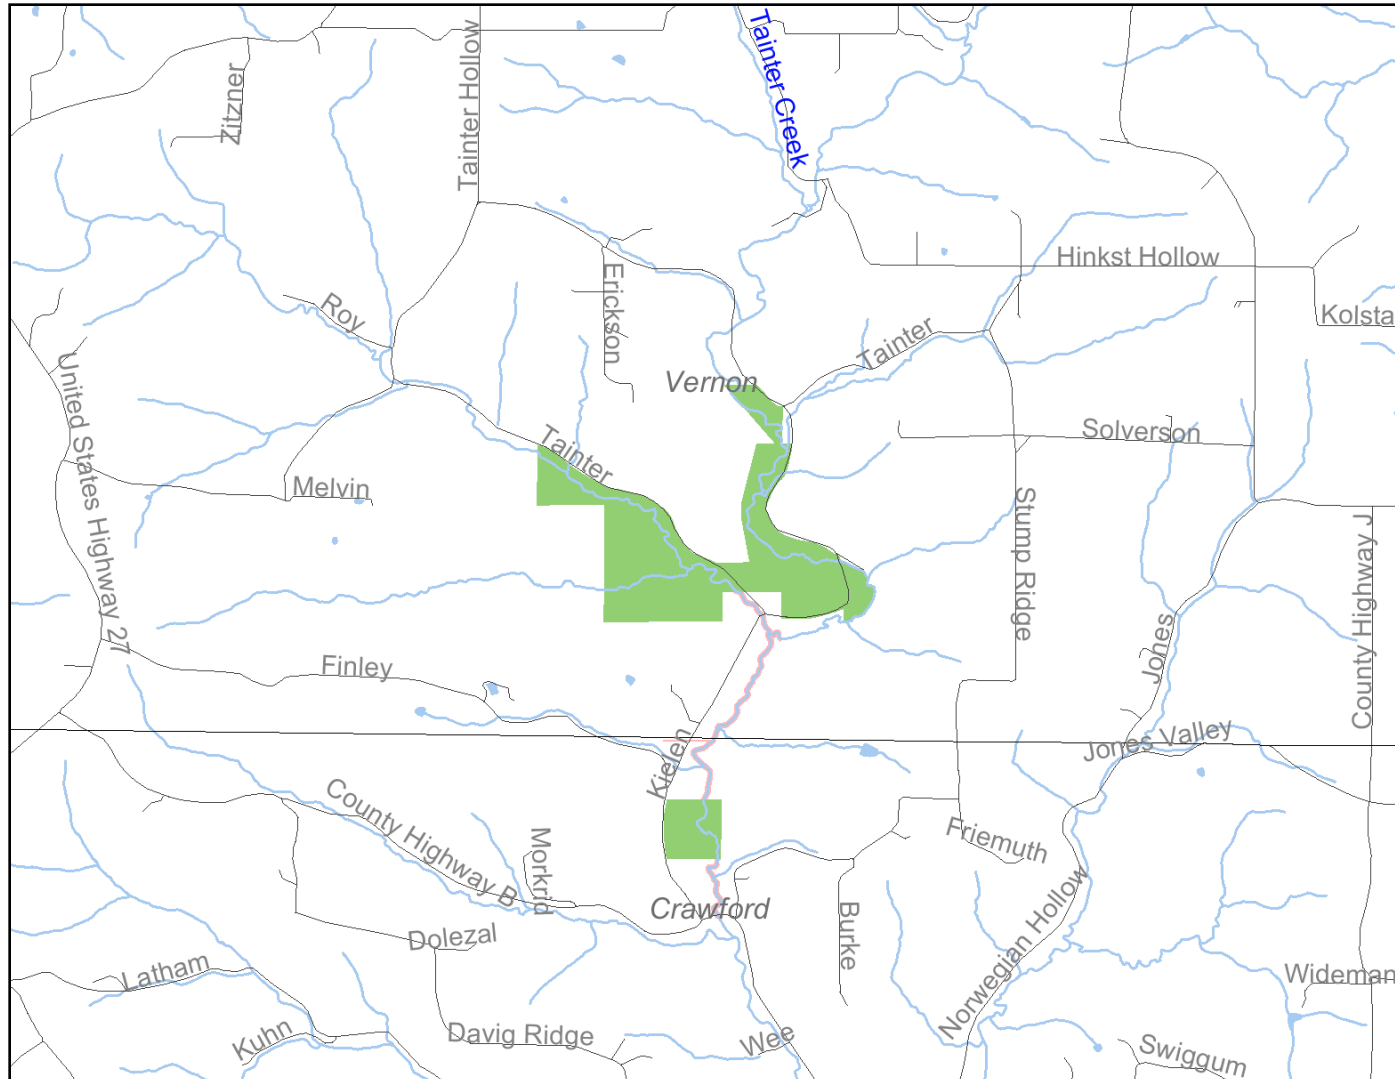 Tainter Creek
Tainter Hollow
Zitzner
Hinkst Hollow
Erickson
Roy
Kolsta
Tainter
Vernon
United States Highway 27
Solverson
Tainter
Melvin
Stump Ridge
County Highway J
Jones
Finley
Kielen
Jones Valley
County Highway B
Morkrid
Friemuth
Crawford
Burke
Norwegian Hollow
Dolezal
Latham
Wideman
Kuhn
Davig Ridge
Wee
Swiggum